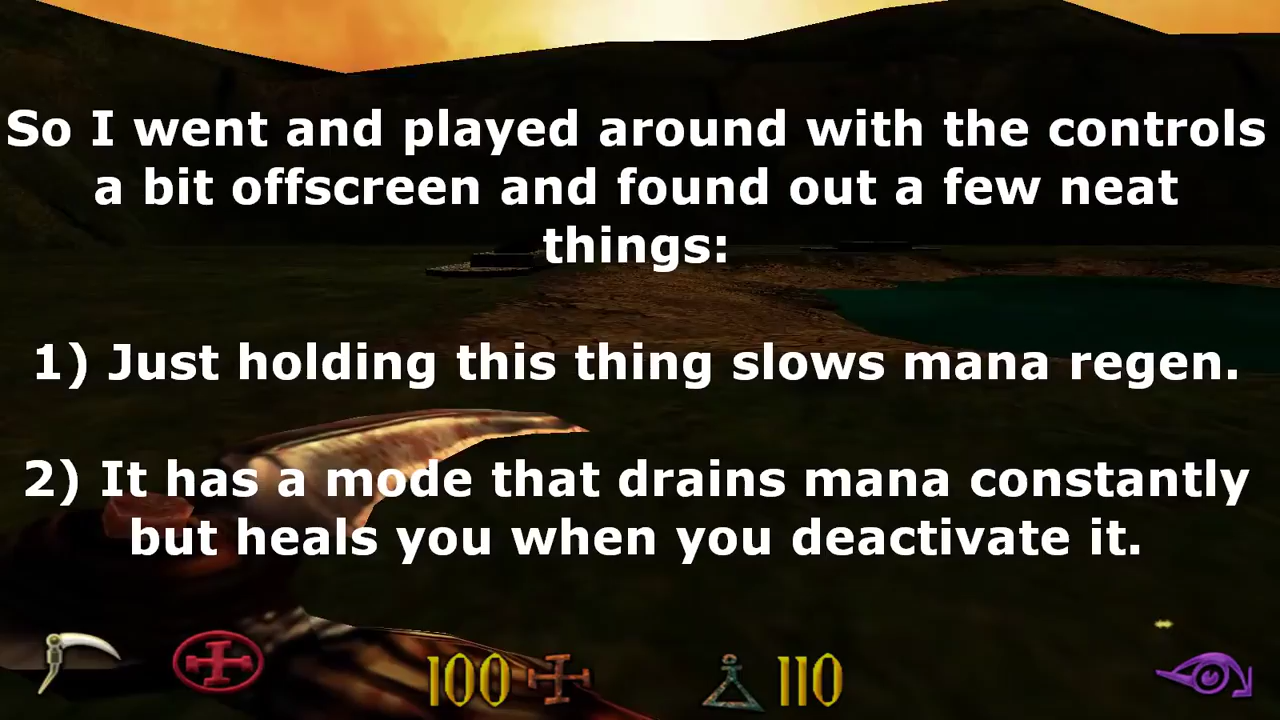 So I went and played around with the controls
a bit offscreen and found out a few neat
things:
1) Just holding this thing slows mana regen.
2) It has a mode that drains mana constantly
but heals you when you deactivate it.
100 110